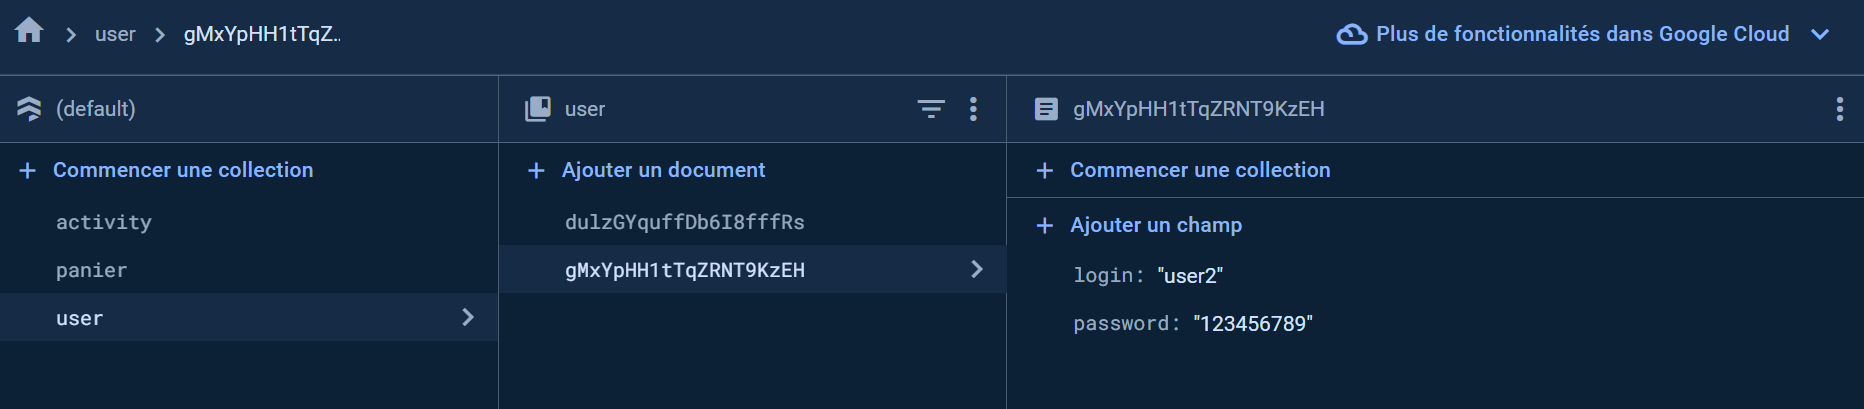 user
gMxYpHH1tTqZ..
Plus de fonctionnalités dans Google Cloud
(default)
user
gMxYpHH1tTqZRNT9KzEH
Commencer une collection
Ajouter un document
Commencer une collection
activity
dulzGYquffDb6I8fffRs
Ajouter un champ
panier
gMxYpHH1tTqZRNT9KzEH
login: "user2"
user
password: "123456789"